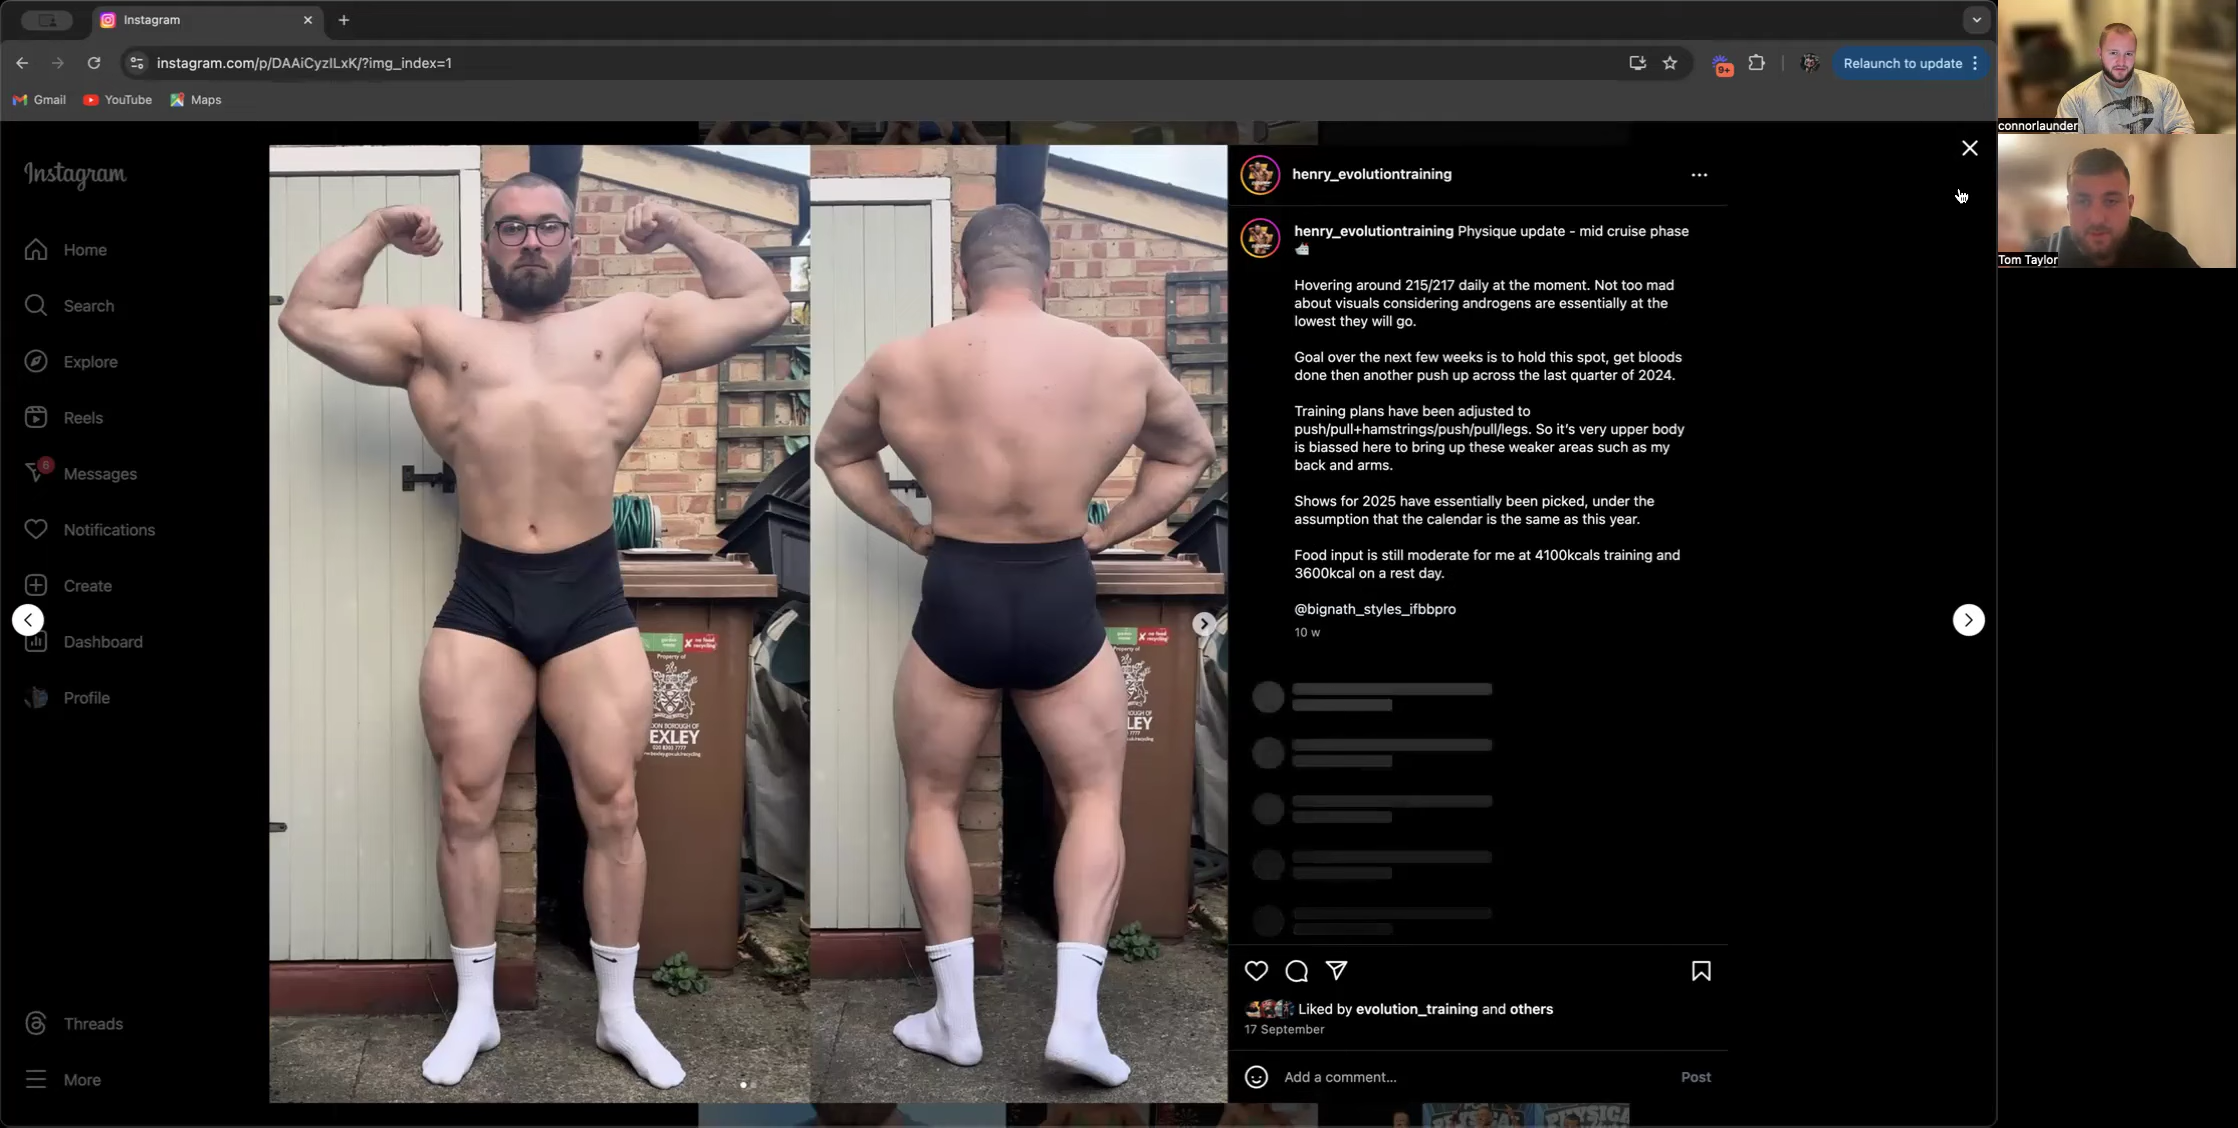 Instagram
instagram.com/p/DAAiCyzILxK/?img_index=1
9+
Relaunch to update
Gmail
YouTube
Maps
connorlaunder
Tom Taylor
Instagram
Home
Search
Explore
Reels
6
Messages
Notifications
Create
Dashboard
Profile
Threads
More
henry_evolutiontraining
henry_evolutiontraining Physique update - mid cruise phase
Hovering around 215/217 daily at the moment. Not too mad
about visuals considering androgens are essentially at the
lowest they will go.
Goal over the next few weeks is to hold this spot, get bloods
done then another push up across the last quarter of 2024.
Training plans have been adjusted to
push/pull+hamstrings/push/pull/legs. So it's very upper body
is biassed here to bring up these weaker areas such as my
back and arms.
Shows for 2025 have essentially been picked, under the
assumption that the calendar is the same as this year.
Food input is still moderate for me at 4100kcals training and
3600kcal on a rest day.
@bignath_styles_ifbbpro
10 w
Liked by evolution_training and others
17 September
Add a comment...
Post
Property of
EXLEY
EXLEY